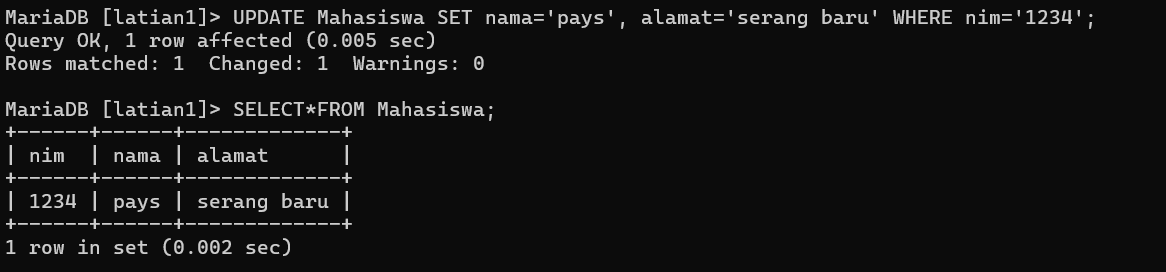 MariaDB [latian1]> UPDATE Mahasiswa SET nama='pays', alamat='serang baru' WHERE nim='1234';
Query OK, 1 row affected (0.005 sec)
Rows matched: 1  Changed: 1  Warnings: 0

MariaDB [latian1]> SELECT*FROM Mahasiswa;
+------+------+-------------+
| nim  | nama | alamat      |
+------+------+-------------+
| 1234 | pays | serang baru |
+------+------+-------------+
1 row in set (0.002 sec)